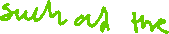 such as the